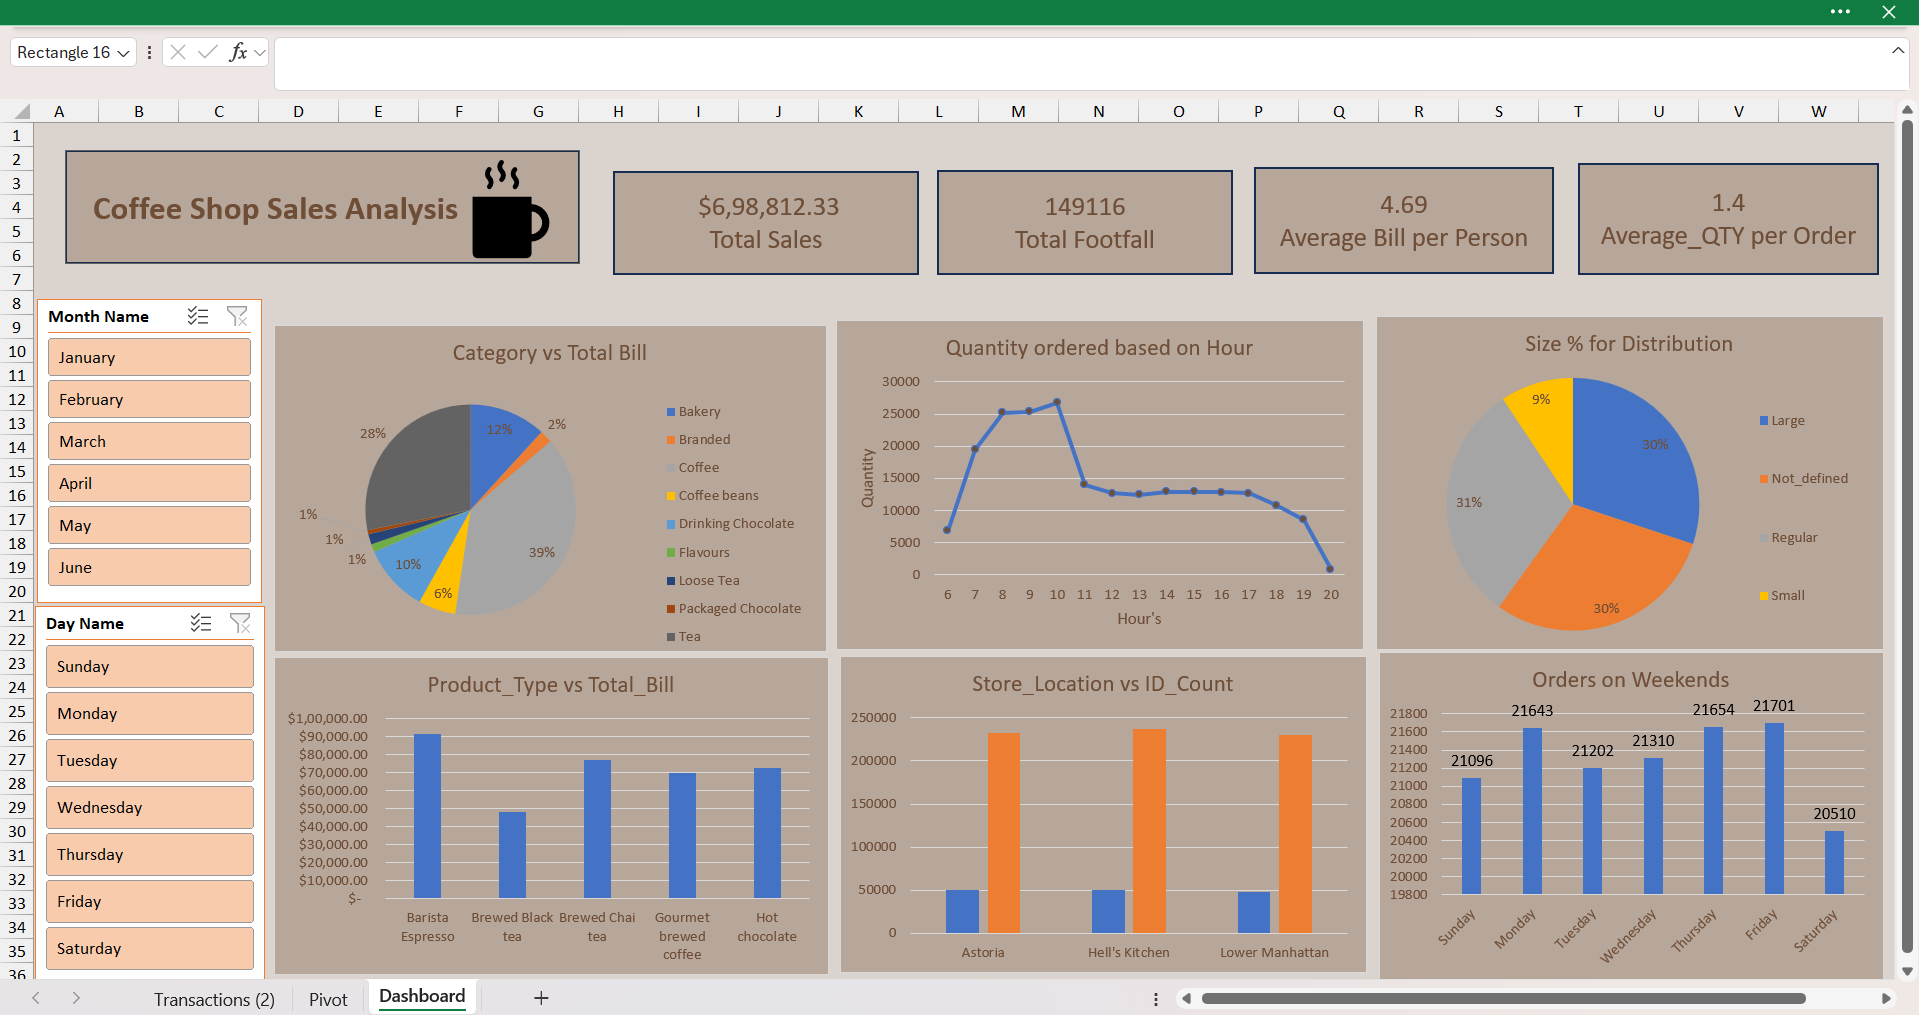 Rectangle 16
fx
A B C D E F G H I J K L M N O P Q R S T U V W
1
2
3
4
5
6
7
8
9
10
11
12
13
14
15
16
17
18
19
20
21
22
23
24
25
26
27
28
29
30
31
32
33
34
35
36
Coffee Shop Sales Analysis
$6,98,812.33
Total Sales
149116
Total Footfall
4.69
Average Bill per Person
1.4
Average_QTY per Order
Month Name
January
February
March
April
May
June
Day Name
Sunday
Monday
Tuesday
Wednesday
Thursday
Friday
Saturday
Category vs Total Bill
12%
2%
39%
6%
10%
1%
1%
1%
28%
Bakery
Branded
Coffee
Coffee beans
Drinking Chocolate
Flavours
Loose Tea
Packaged Chocolate
Tea
Quantity ordered based on Hour
Quantity
30000
25000
20000
15000
10000
5000
0
6 7 8 9 10 11 12 13 14 15 16 17 18 19 20
Hour's
Size % for Distribution
30%
30%
31%
9%
Large
Not_defined
Regular
Small
Product_Type vs Total_Bill
$1,00,000.00
$90,000.00
$80,000.00
$70,000.00
$60,000.00
$50,000.00
$40,000.00
$30,000.00
$20,000.00
$10,000.00
$-
Barista
Espresso
Brewed Black
tea
Brewed Chai
tea
Gourmet
brewed
coffee
Hot
chocolate
Store_Location vs ID_Count
250000
200000
150000
100000
50000
0
Astoria
Hell's Kitchen
Lower Manhattan
Orders on Weekends
21800
21600
21400
21200
21000
20800
20600
20400
20200
20000
19800
21096
21643
21202
21310
21654
21701
20510
Sunday
Monday
Tuesday
Wednesday
Thursday
Friday
Saturday
Transactions (2)
Pivot
Dashboard